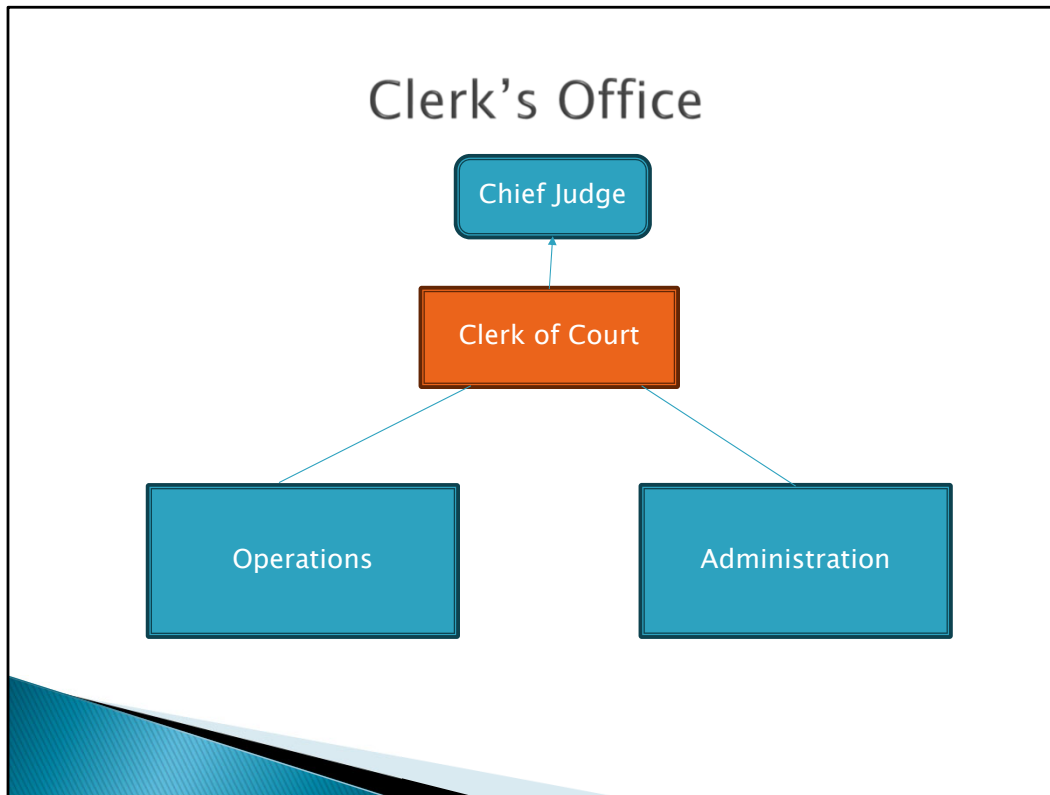 Clerk’s Office
Chief Judge
Clerk of Court
Operations
Administration